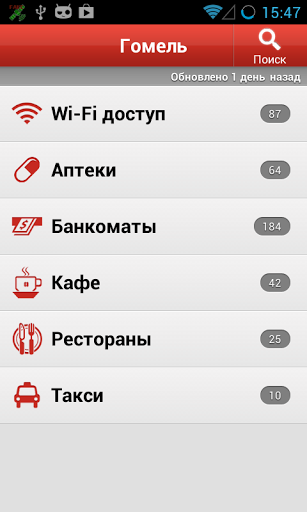 15:47
Гомель
Поиск
Обновлено 1 день назад
Wi-Fi доступ 87
Аптеки 64
Банкоматы 184
Кафе 42
Рестораны 25
Такси 10